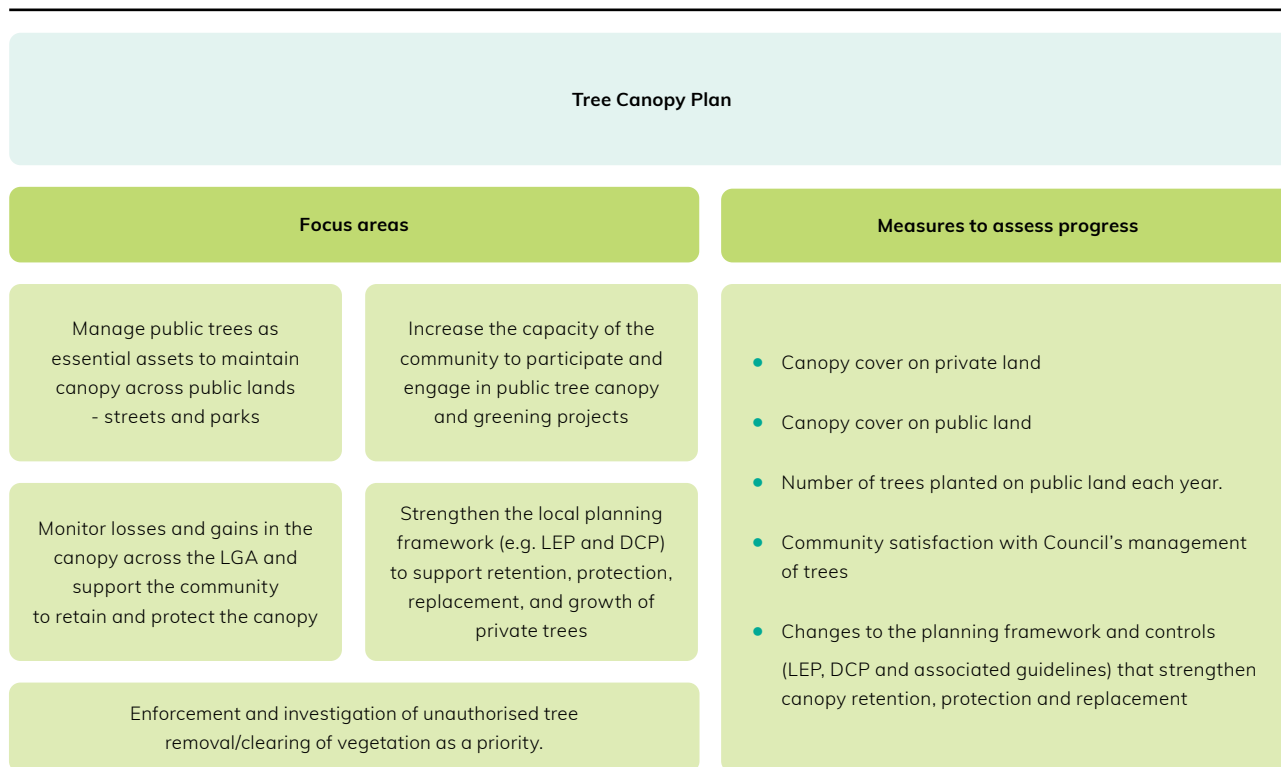 Tree Canopy Plan
Focus areas
Measures to assess progress
Manage public trees as
essential assets to maintain
canopy across public lands
- streets and parks
Increase the capacity of the
community to participate and
engage in public tree canopy
and greening projects
Monitor losses and gains in the
canopy across the LGA and
support the community
to retain and protect the canopy
Strengthen the local planning
framework (e.g. LEP and DCP)
to support retention, protection,
replacement, and growth of
private trees
Enforcement and investigation of unauthorised tree
removal/clearing of vegetation as a priority.
• Canopy cover on private land
• Canopy cover on public land
• Number of trees planted on public land each year.
• Community satisfaction with Council’s management
of trees
• Changes to the planning framework and controls
(LEP, DCP and associated guidelines) that strengthen
canopy retention, protection and replacement